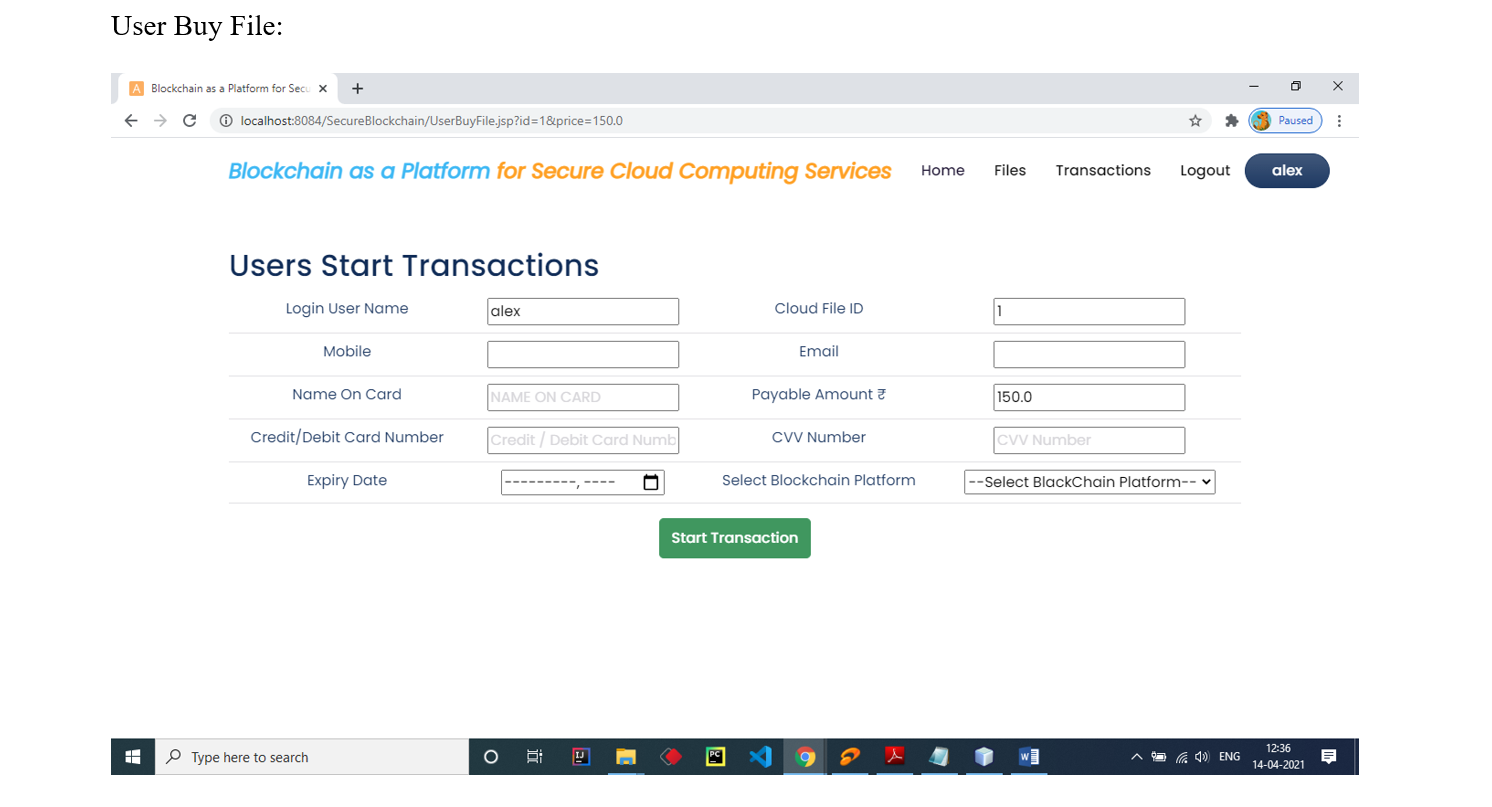 User Buy File:
A Blockchain as a Platform for Secu
localhost:8084/SecureBlockchain/UserBuyFile.jsp?id=1&price=150.0 Paused
Blockchain as a Platform for Secure Cloud Computing Services Home Files Transactions Logout alex
Users Start Transactions
Login User Name alex Cloud File ID 1
Mobile Email
Name On Card NAME ON CARD Payable Amount ₹ 150.0
Credit/Debit Card Number Credit / Debit Card Numb CVV Number CVV Number
Expiry Date ---------, ---- Select Blockchain Platform --Select BlackChain Platform--
Start Transaction
Type here to search IJ PC W ENG 12:36
14-04-2021